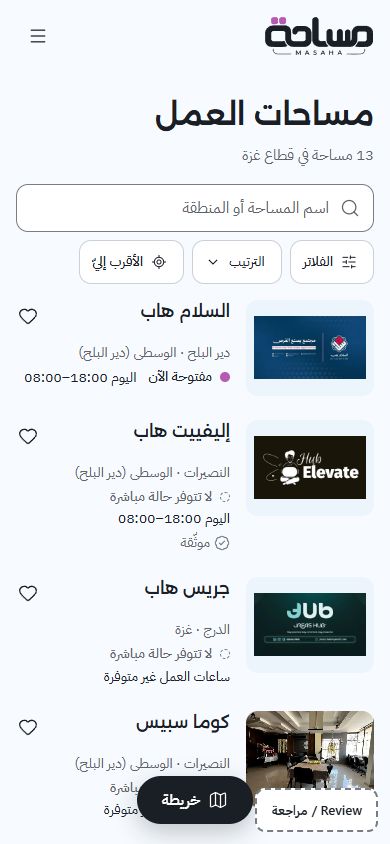 مساحة
MASAHA
مساحات العمل
13 مساحة في قطاع غزة
اسم المساحة أو المنطقة
الفلاتر
الترتيب
الأقرب إليّ
السلام هاب
دير البلح · الوسطى (دير البلح)
مفتوحة الآن اليوم 18:00–08:00
إليفييت هاب
Hub
Elevate
النصيرات · الوسطى (دير البلح)
لا تتوفر حالة مباشرة
اليوم 18:00–08:00
موثّقة
جريس هاب
الدرج · غزة
لا تتوفر حالة مباشرة
ساعات العمل غير متوفرة
كوما سبيس
النصيرات · الوسطى (دير البلح)
خريطة
مراجعة / Review